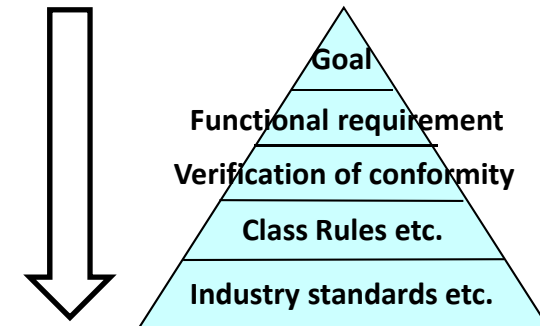 Goal
Functional requirement
Verification of conformity
Class Rules etc.
Industry standards etc.